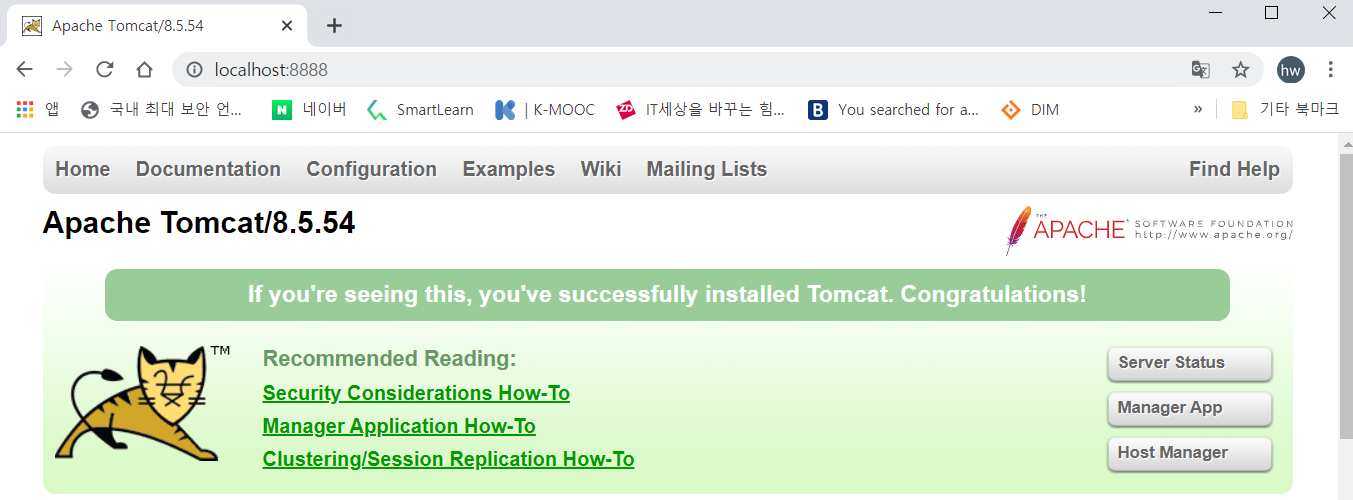 Apache Tomcat/8.5.54
localhost:8888
hw
앱 국내 최대 보안 언... N 네이버 SmartLearn | K-MOOC ZD IT세상을 바꾸는 힘... B You searched for a... DIM » 기타 북마크
Home Documentation Configuration Examples Wiki Mailing Lists Find Help
Apache Tomcat/8.5.54
THE APACHE SOFTWARE FOUNDATION
http://www.apache.org/
If you're seeing this, you've successfully installed Tomcat. Congratulations!
TM
Recommended Reading:
Security Considerations How-To
Manager Application How-To
Clustering/Session Replication How-To
Server Status
Manager App
Host Manager